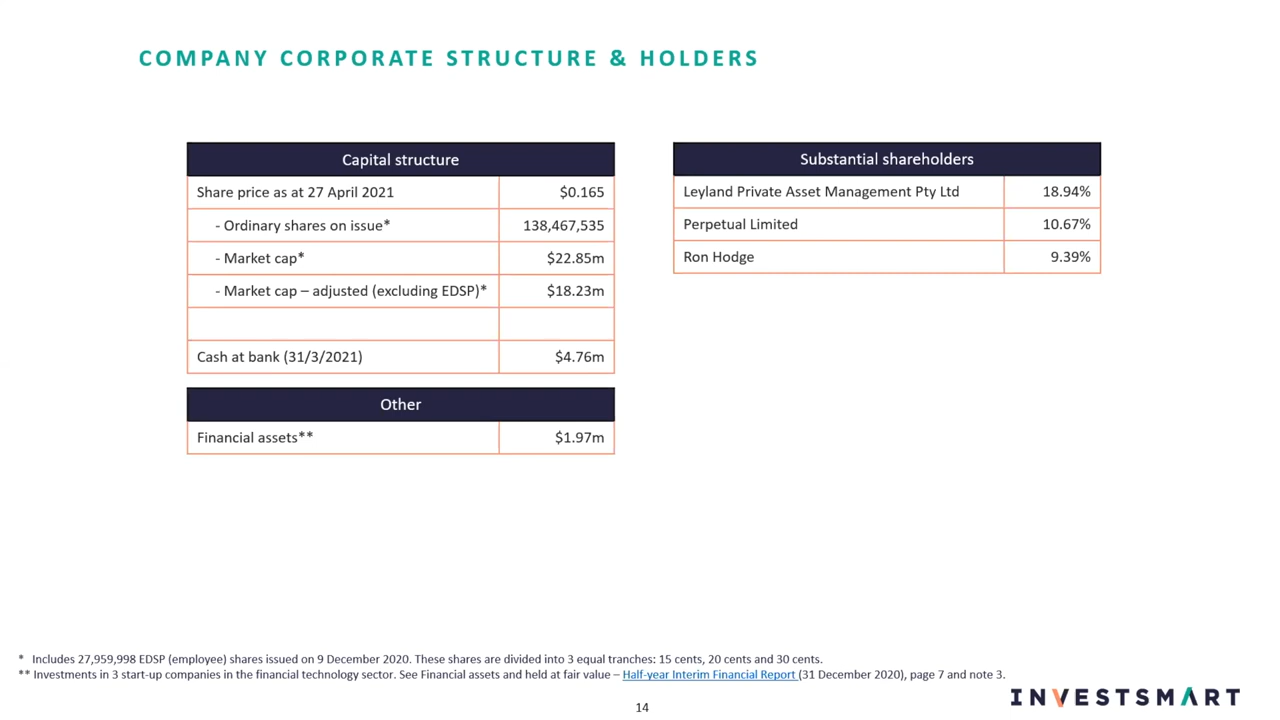 COMPANY CORPORATE STRUCTURE & HOLDERS
Capital structure
Share price as at 27 April 2021 $0.165
- Ordinary shares on issue* 138,467,535
- Market cap* $22.85m
- Market cap – adjusted (excluding EDSP)* $18.23m
Cash at bank (31/3/2021) $4.76m
Other
Financial assets** $1.97m
Substantial shareholders
Leyland Private Asset Management Pty Ltd 18.94%
Perpetual Limited 10.67%
Ron Hodge 9.39%
* Includes 27,959,998 EDSP (employee) shares issued on 9 December 2020. These shares are divided into 3 equal tranches: 15 cents, 20 cents and 30 cents.
** Investments in 3 start-up companies in the financial technology sector. See Financial assets and held at fair value – Half-year Interim Financial Report (31 December 2020), page 7 and note 3.
14
INVESTSMART